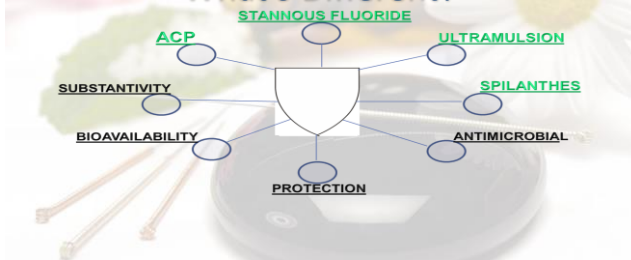 STANNOUS FLUORIDE
ACP
ULTRAMULSION
SUBSTANTIVITY
SPILANTHES
BIOAVAILABILITY
ANTIMICROBIAL
PROTECTION